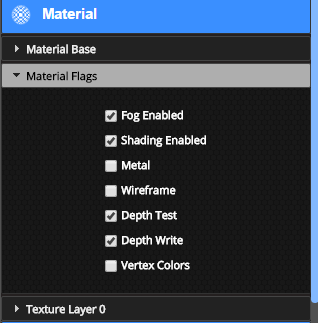 Material
Material Base
Material Flags
Fog Enabled
Shading Enabled
Metal
Wireframe
Depth Test
Depth Write
Vertex Colors
Texture Layer 0